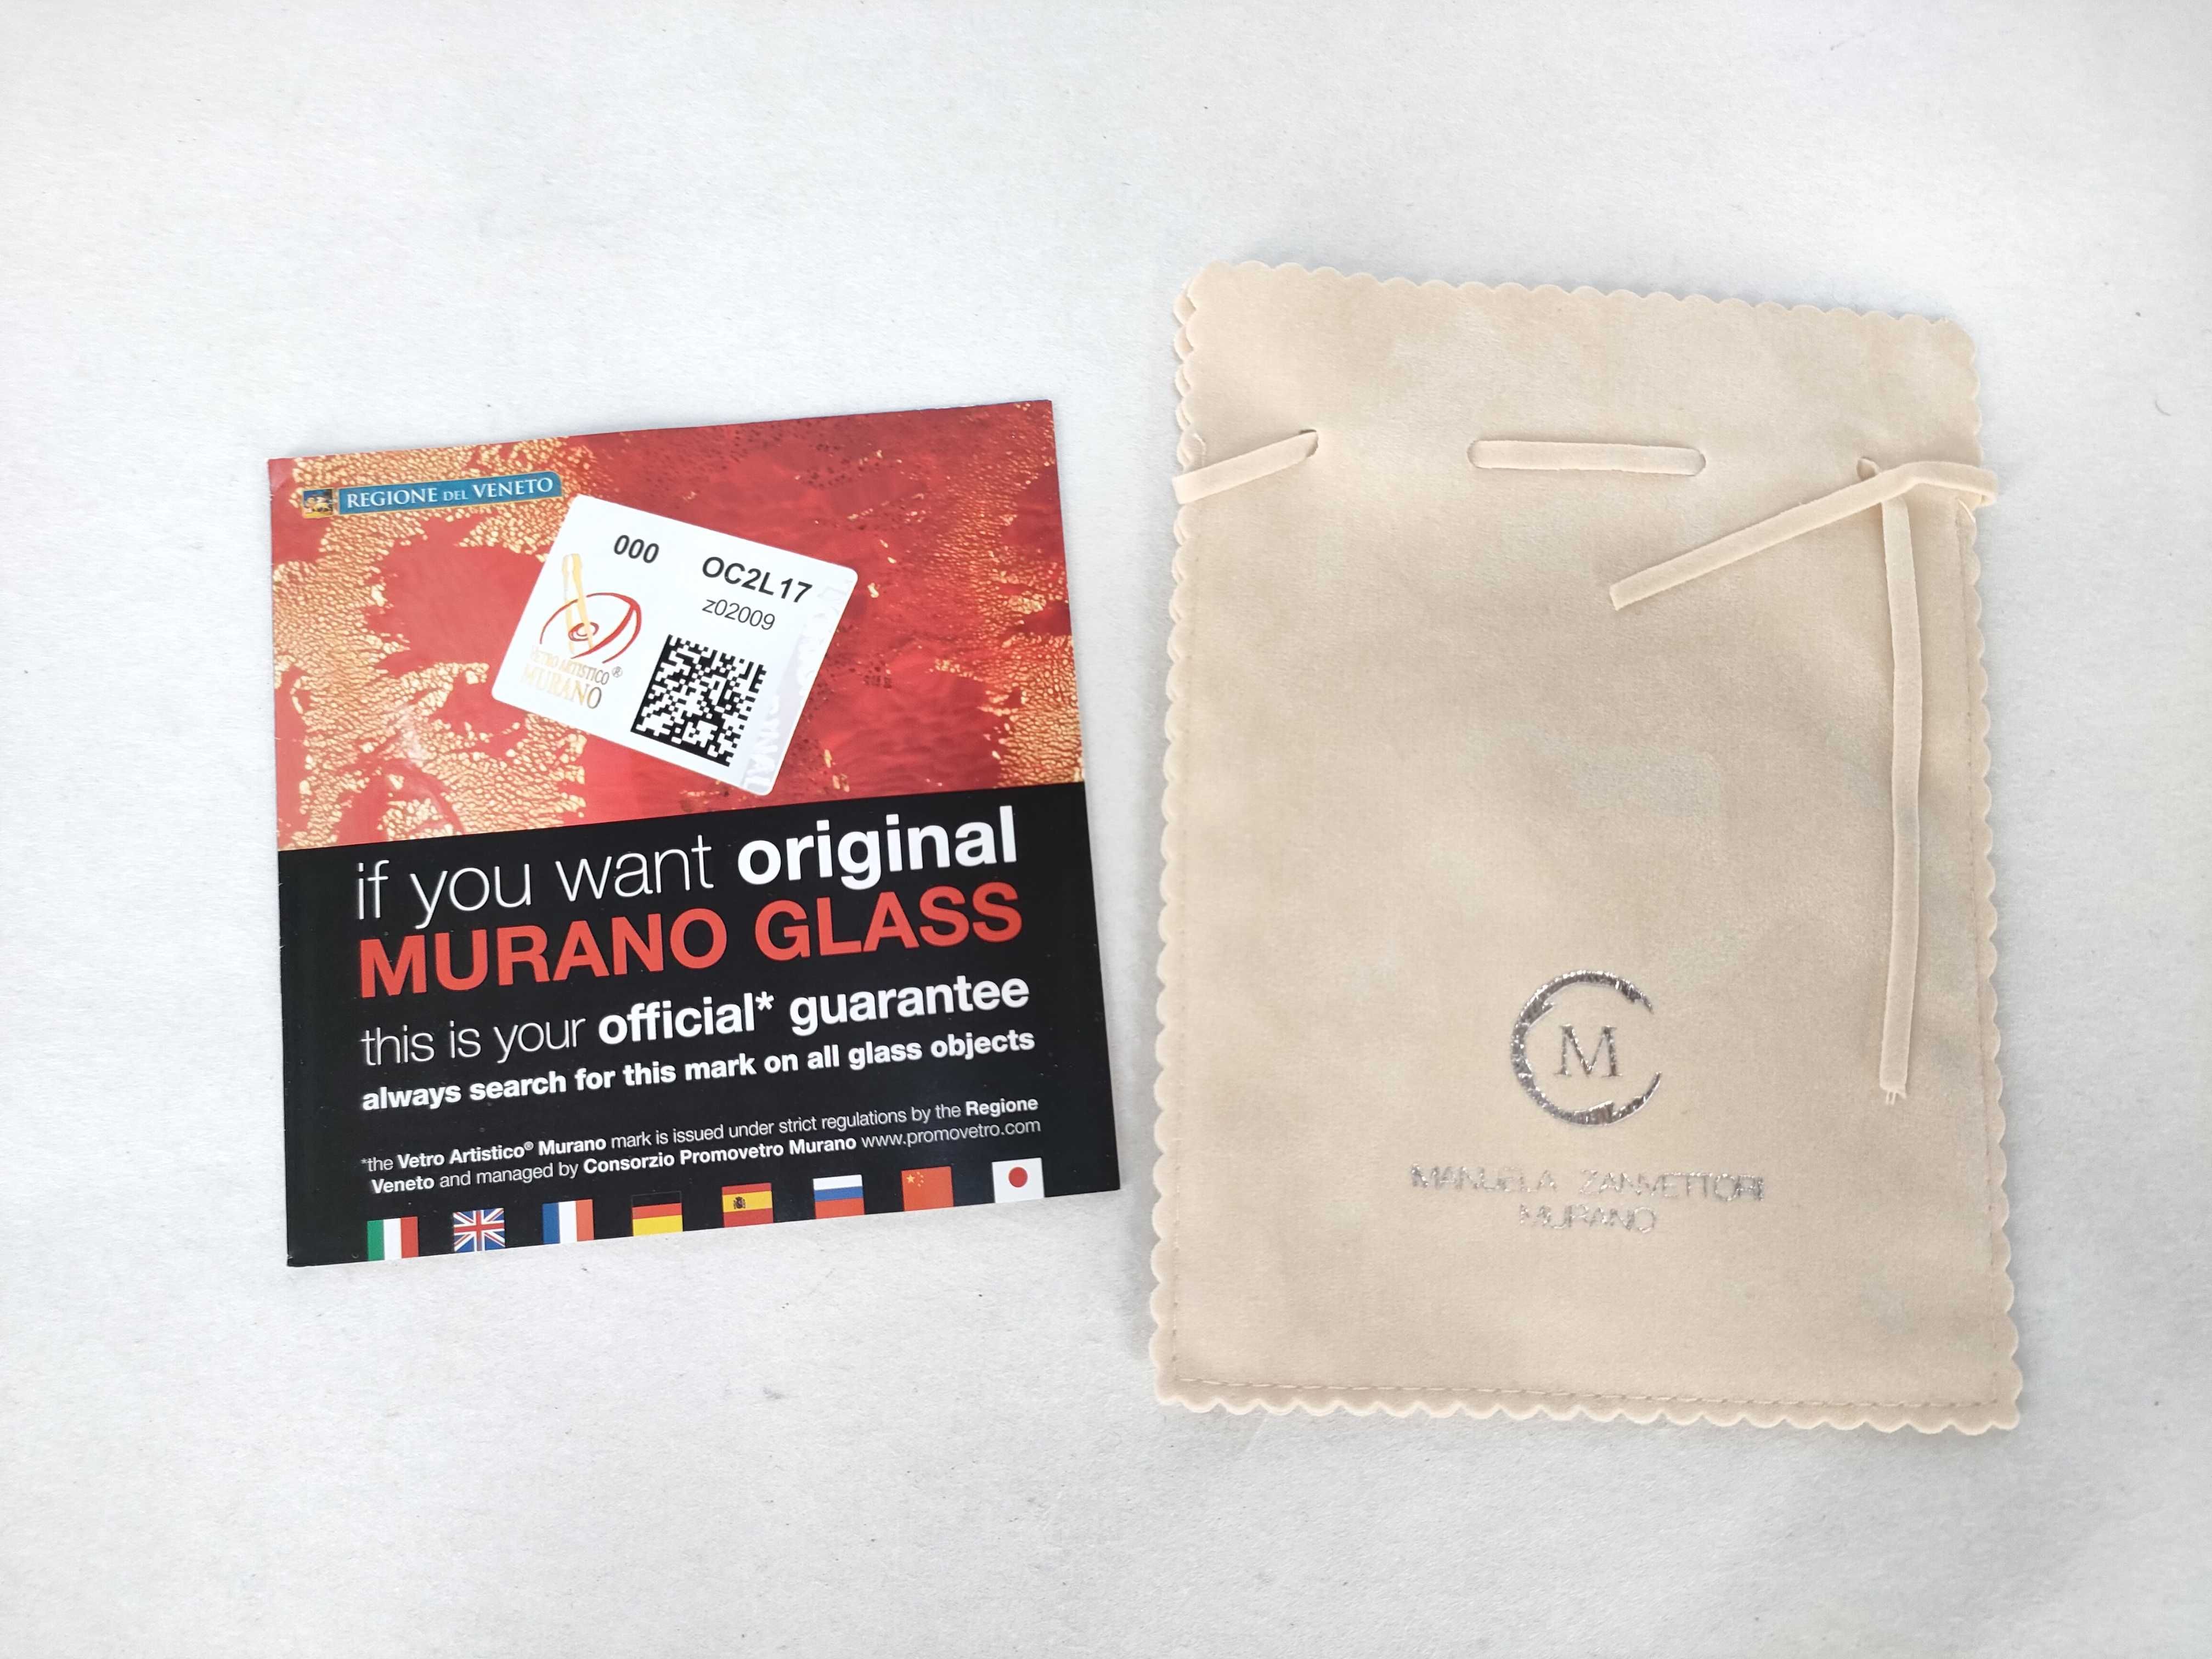 REGIONE DEL VENETO
000 OC2L17
z02009
VETRO ARTISTICO®
MURANO
if you want original
MURANO GLASS
this is your official* guarantee
always search for this mark on all glass objects
*the Vetro Artistico® Murano mark is issued under strict regulations by the Regione
Veneto and managed by Consorzio Promovetro Murano www.promovetro.com
M
MANUELA ZANVETTORI
MURANO